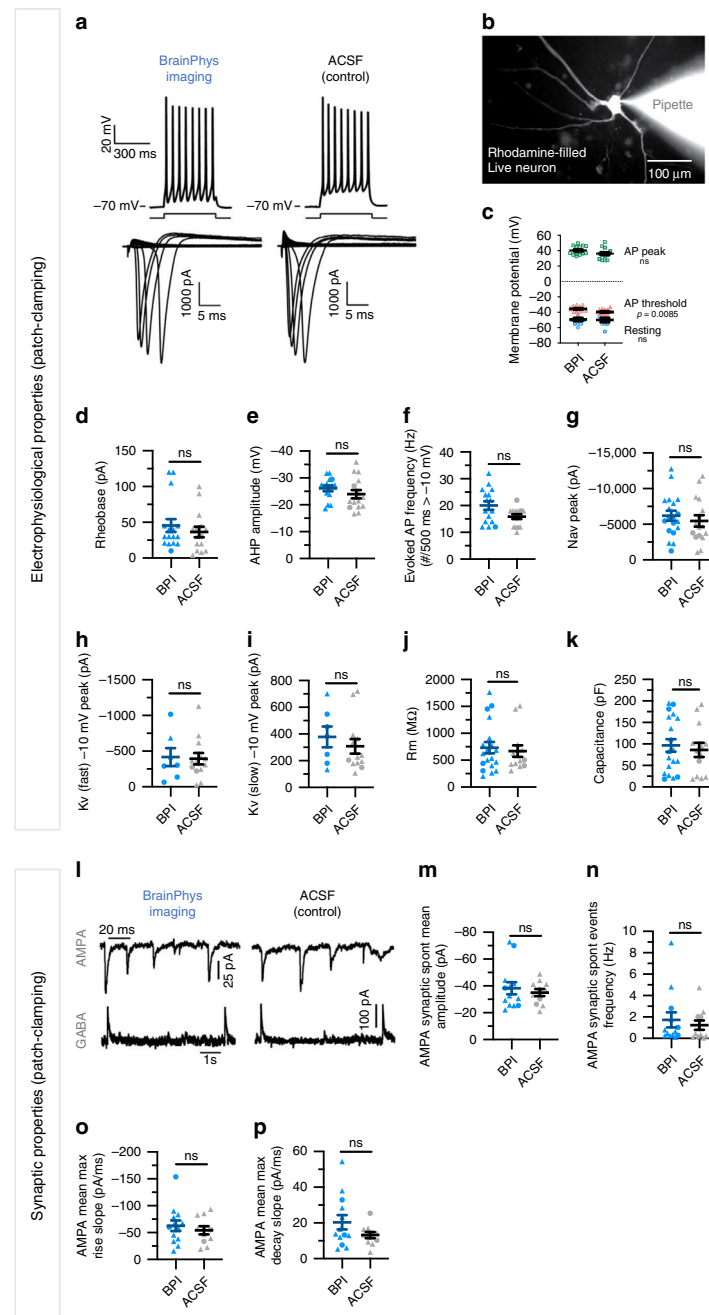 Electrophysiological properties (patch-clamping)
a
BrainPhys
imaging
ACSF
(control)
20 mV
300 ms
−70 mV
−70 mV
1000 pA
5 ms
1000 pA
5 ms
b
Pipette
Rhodamine-filled
Live neuron
100 μm
c
Membrane potential (mV)
60
40
20
0
−20
−40
−60
−80
AP peak
ns
AP threshold
p = 0.0085
Resting
ns
BPI
ACSF
d
Rheobase (pA)
150
100
50
0
ns
BPI
ACSF
e
AHP amplitude (mV)
−40
−30
−20
−10
0
ns
BPI
ACSF
f
Evoked AP frequency (Hz)
(#/500 ms > −10 mV)
40
30
20
10
0
ns
BPI
ACSF
g
Nav peak (pA)
−15,000
−10,000
−5000
0
ns
BPI
ACSF
h
Kv (fast) −10 mV peak (pA)
−1500
−1000
−500
0
ns
BPI
ACSF
i
Kv (slow) −10 mV peak (pA)
800
600
400
200
0
ns
BPI
ACSF
j
Rm (MΩ)
2000
1500
1000
500
0
ns
BPI
ACSF
k
Capacitance (pF)
250
200
150
100
50
0
ns
BPI
ACSF
Synaptic properties (patch-clamping)
l
BrainPhys
imaging
ACSF
(control)
AMPA
20 ms
25 pA
GABA
100 pA
1s
m
AMPA synaptic spont mean
amplitude (pA)
−80
−60
−40
−20
0
ns
BPI
ACSF
n
AMPA synaptic spont events
frequency (Hz)
10
8
6
4
2
0
ns
BPI
ACSF
o
AMPA mean max
rise slope (pA/ms)
−200
−150
−100
−50
0
ns
BPI
ACSF
p
AMPA mean max
decay slope (pA/ms)
60
40
20
0
ns
BPI
ACSF